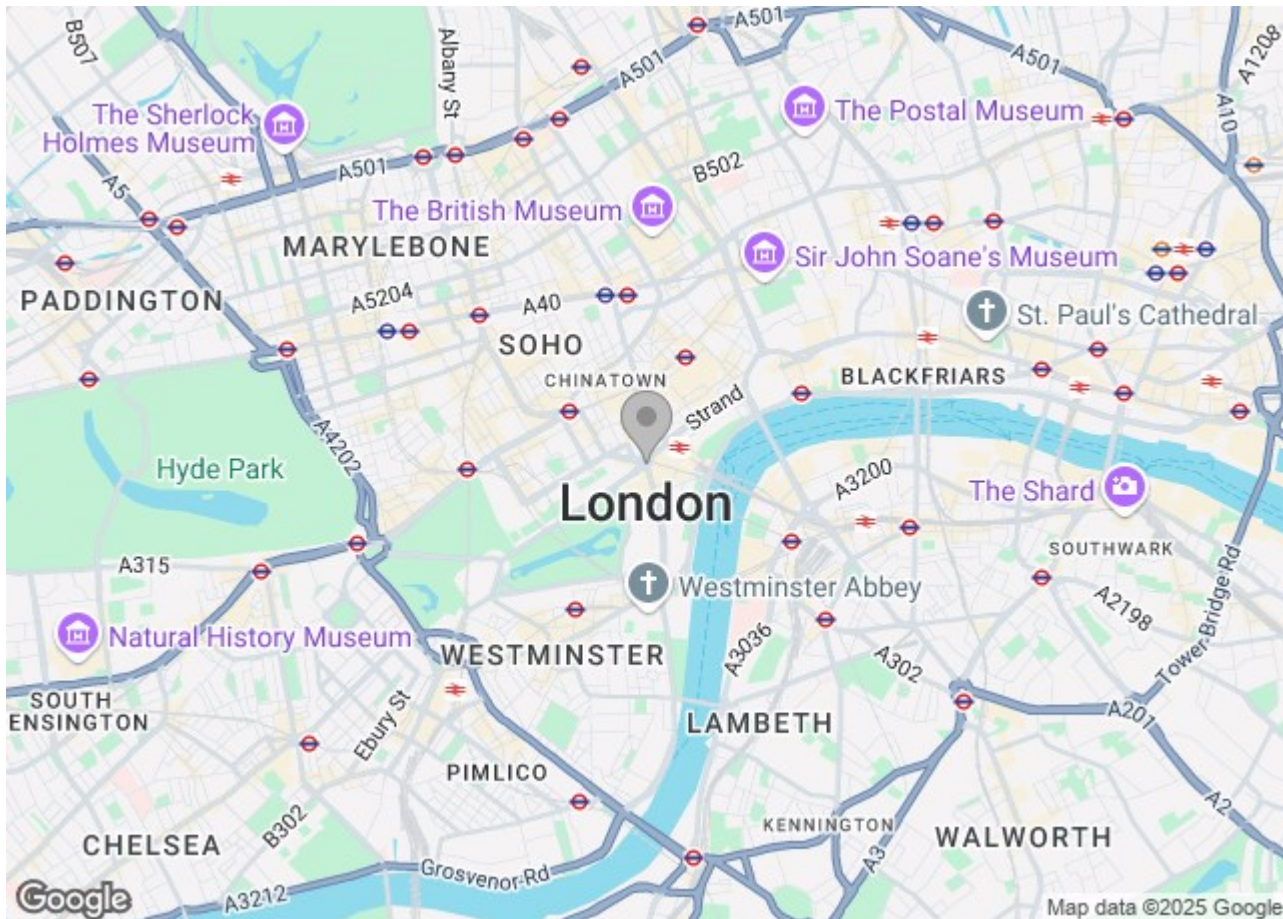 B507
Albany St
A501
A501
A501
A1208
The Sherlock
Holmes Museum
The Postal Museum
A10
A5
A501
B502
The British Museum
MARYLEBONE
Sir John Soane's Museum
PADDINGTON
A5204
A40
St. Paul's Cathedral
SOHO
CHINATOWN
BLACKFRIARS
Strand
A4202
Hyde Park
A3200
The Shard
London
SOUTHWARK
A315
Westminster Abbey
A2198
Tower Bridge Rd
Natural History Museum
WESTMINSTER
A3036
A302
SOUTH
ENSINGTON
Ebury St
LAMBETH
A201
PIMLICO
A2
B302
KENNINGTON
CHELSEA
WALWORTH
A3
Grosvenor Rd
A3212
Google
Map data ©2025 Google